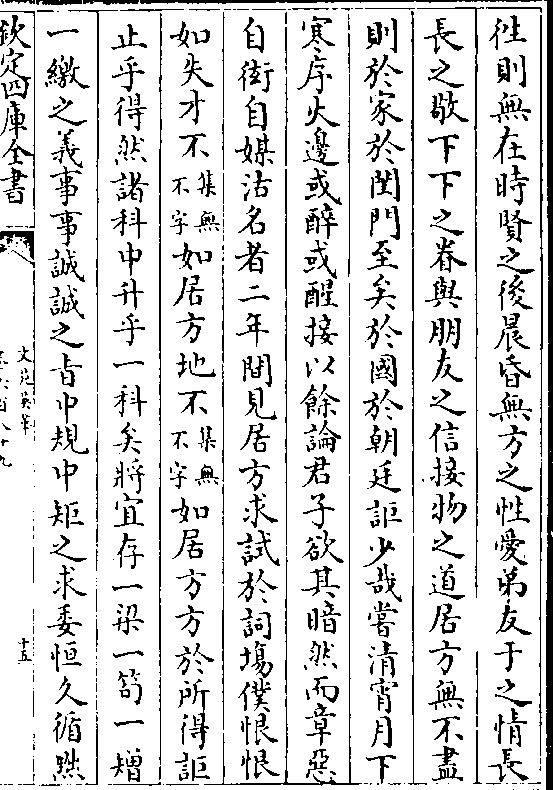 徃則無在時賢之後晨昏無方之性愛弟友于之情長
長之敬下下之眷與朋友之信接物之道居方無不盡
則於家於閨門至矣於國於朝廷詎少哉嘗清宵月下
寒序火邊或醉或醒接以餘論君子欲其暗然而章惡
自街自媒沽名者二年間見居方求試於詞場僕恨恨
如失才不集無不字如居方地不集無不字如居方方於所得詎
止乎得然諸科中升乎一科矣將宜存一梁一笱一矰
一繳之義事事誠誠之旨中規中矩之求委恒久循黙
欽定四庫全書
文苑英華
卷六百八十九
十五